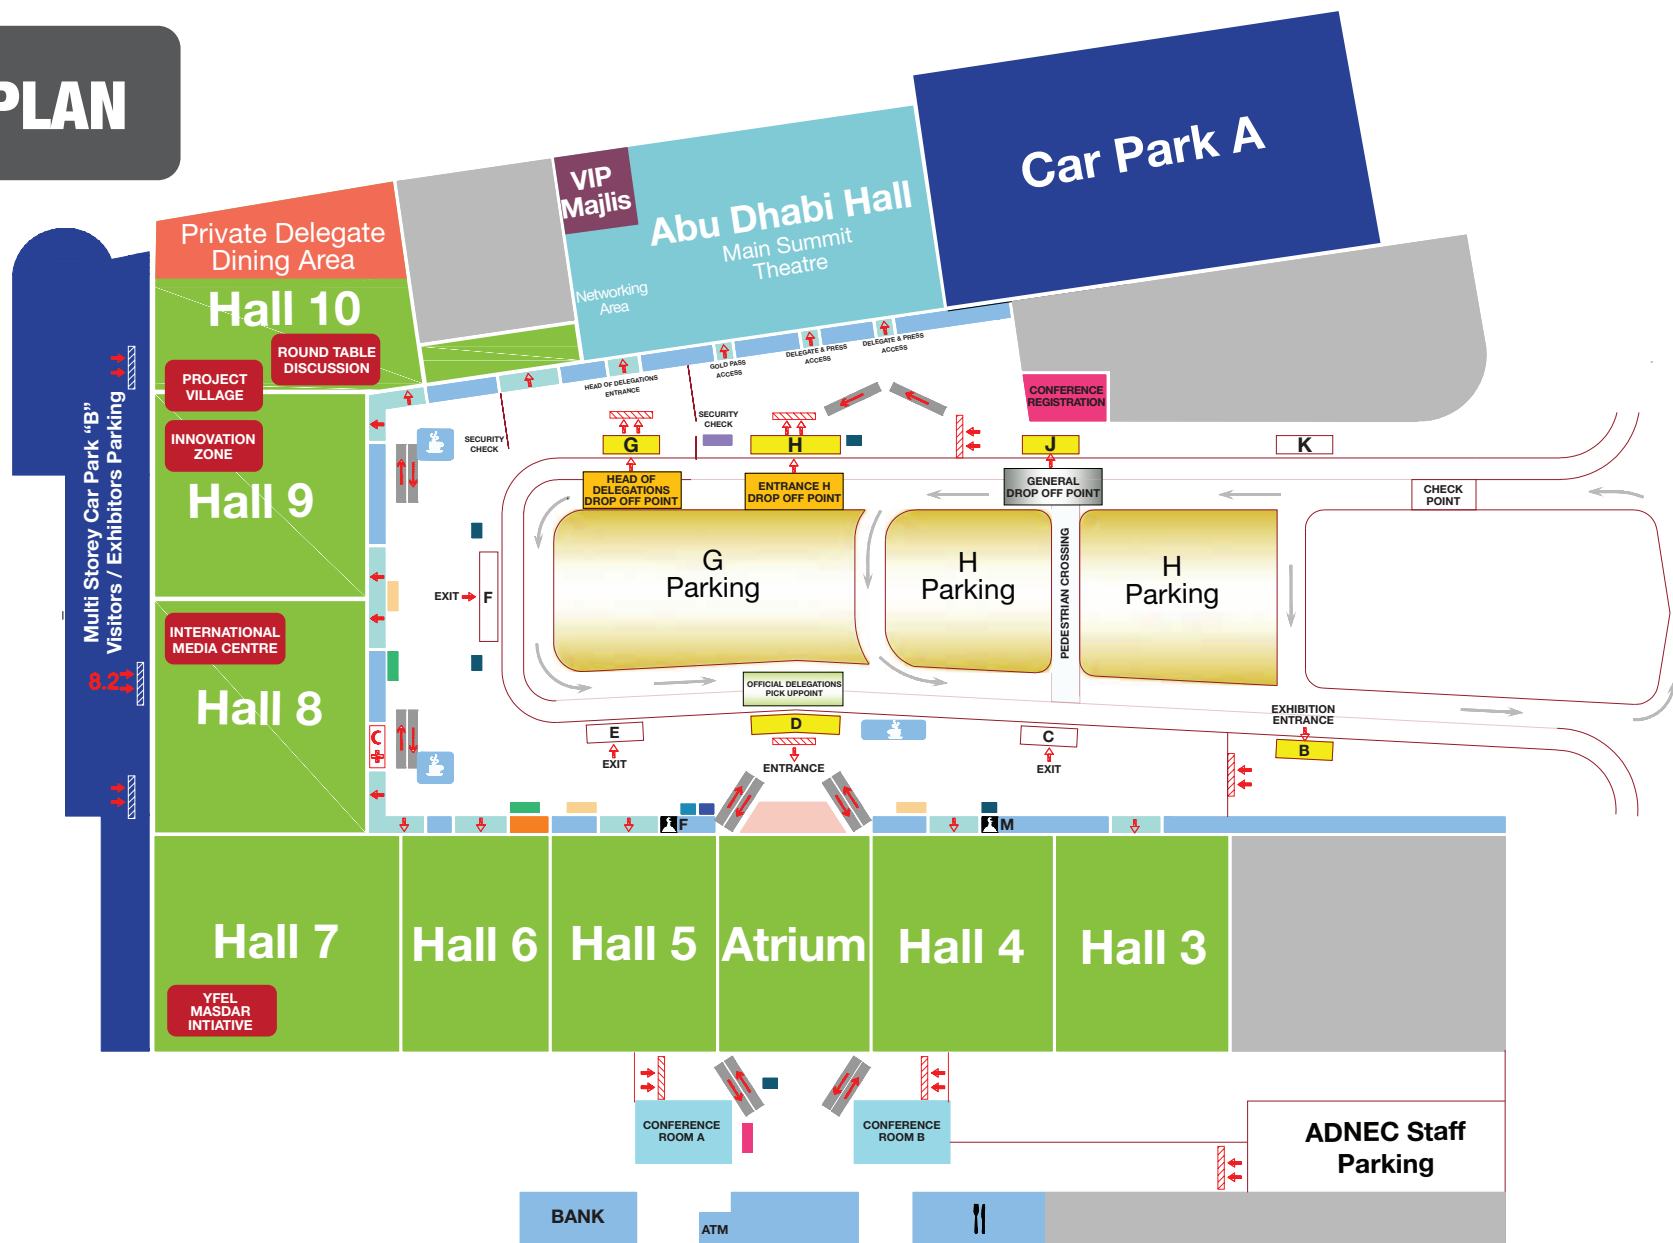 PLAN
Car Park A
VIP
Majlis
Abu Dhabi Hall
Main Summit
Theatre
Networking
Area
Private Delegate
Dining Area
Hall 10
ROUND TABLE
DISCUSSION
PROJECT
VILLAGE
INNOVATION
ZONE
Hall 9
Multi Storey Car Park “B”
Visitors / Exhibitors Parking
8.2
INTERNATIONAL
MEDIA CENTRE
Hall 8
HEAD OF DELEGATIONS
ENTRANCE
GOLD PASS
ACCESS
DELEGATE & PRESS
ACCESS
DELEGATE & PRESS
ACCESS
SECURITY
CHECK
SECURITY
CHECK
CONFERENCE
REGISTRATION
G
H
J
K
HEAD OF
DELEGATIONS
DROP OFF POINT
ENTRANCE H
DROP OFF POINT
GENERAL
DROP OFF POINT
CHECK
POINT
G
Parking
H
Parking
PEDESTRIAN CROSSING
H
Parking
EXIT
F
OFFICIAL DELEGATIONS
PICK UPPOINT
D
E
EXIT
ENTRANCE
C
EXIT
EXHIBITION
ENTRANCE
B
F
M
Hall 7
Hall 6
Hall 5
Atrium
Hall 4
Hall 3
YFEL
MASDAR
INTIATIVE
CONFERENCE
ROOM A
CONFERENCE
ROOM B
ADNEC Staff
Parking
BANK
ATM